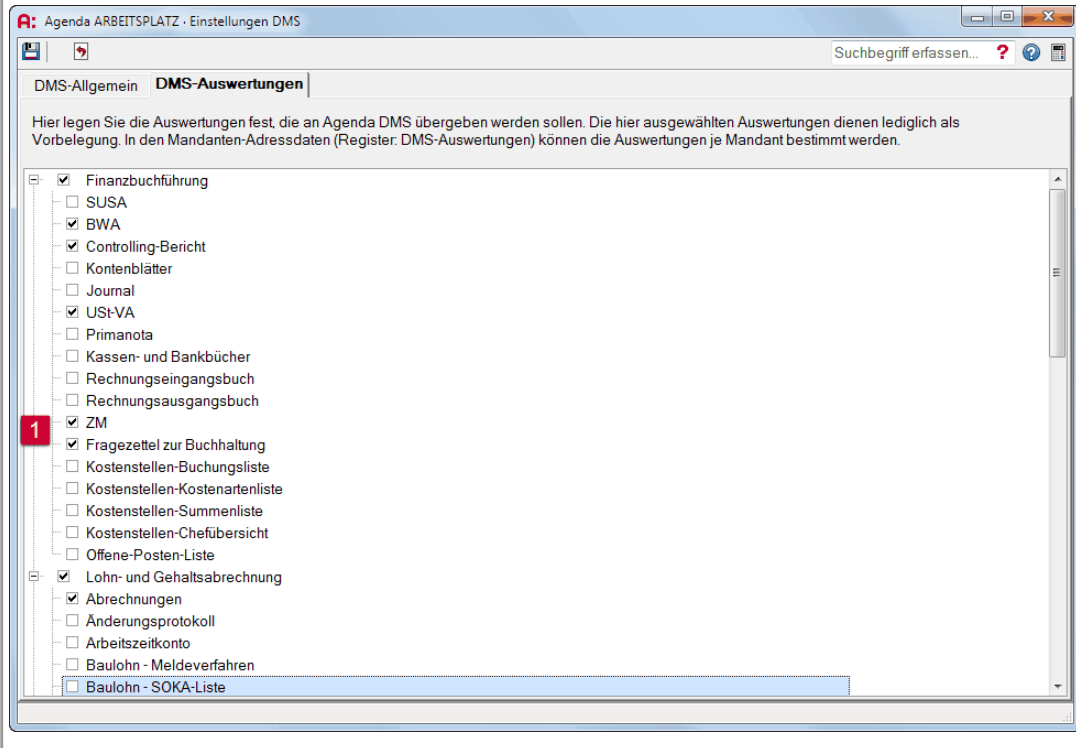 A: Agenda ARBEITSPLATZ · Einstellungen DMS
Suchbegriff erfassen... ? ?
DMS-Allgemein DMS-Auswertungen
Hier legen Sie die Auswertungen fest, die an Agenda DMS übergeben werden sollen. Die hier ausgewählten Auswertungen dienen lediglich als
Vorbelegung. In den Mandanten-Adressdaten (Register: DMS-Auswertungen) können die Auswertungen je Mandant bestimmt werden.
Finanzbuchführung
SUSA
BWA
Controlling-Bericht
Kontenblätter
Journal
USt-VA
Primanota
Kassen- und Bankbücher
Rechnungseingangsbuch
Rechnungsausgangsbuch
1 ZM
Fragezettel zur Buchhaltung
Kostenstellen-Buchungsliste
Kostenstellen-Kostenartenliste
Kostenstellen-Summenliste
Kostenstellen-Chefübersicht
Offene-Posten-Liste
Lohn- und Gehaltsabrechnung
Abrechnungen
Änderungsprotokoll
Arbeitszeitkonto
Baulohn - Meldeverfahren
Baulohn - SOKA-Liste